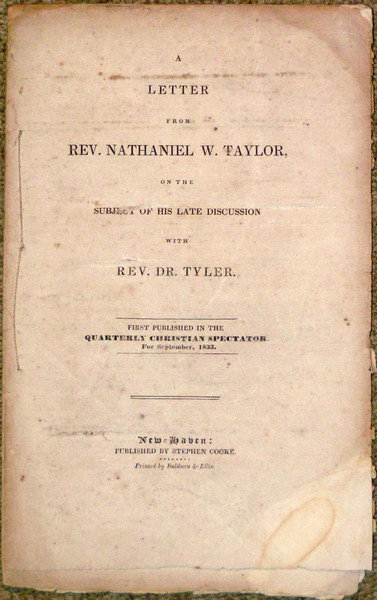 A
LETTER
FROM
REV. NATHANIEL W. TAYLOR,
ON THE
SUBJECT OF HIS LATE DISCUSSION
WITH
REV. DR. TYLER.
FIRST PUBLISHED IN THE
QUARTERLY CHRISTIAN SPECTATOR
For September, 1833.
New-Haven:
PUBLISHED BY STEPHEN COOKE.
Printed by Baldwin & Ellis.